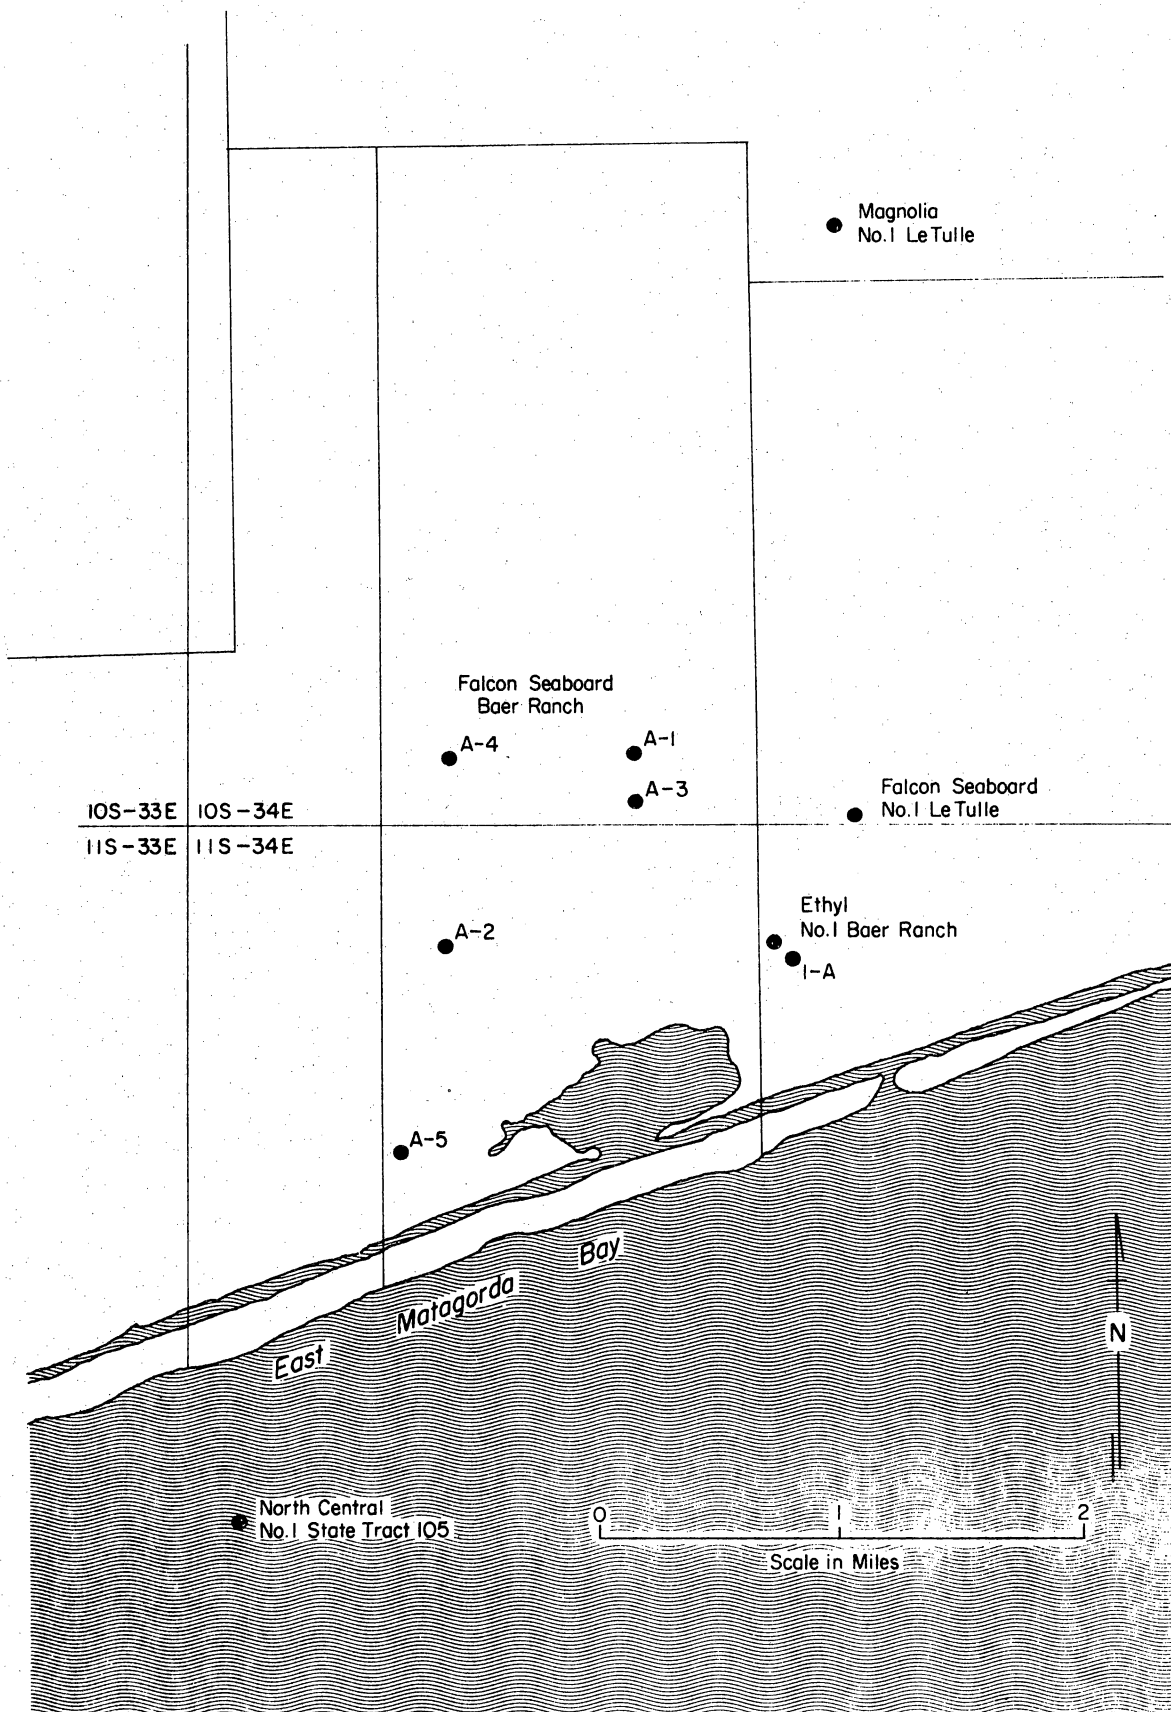 Magnolia
No.1 Le Tulle
Falcon Seaboard
Baer Ranch
A-4
A-1
A-3
Falcon Seaboard
No.1 Le Tulle
10S-33E 10S-34E
11S-33E 11S-34E
A-2
Ethyl
No.1 Baer Ranch
1-A
A-5
East Matagorda Bay
N
North Central
No.1 State Tract 105
0 1 2
Scale in Miles